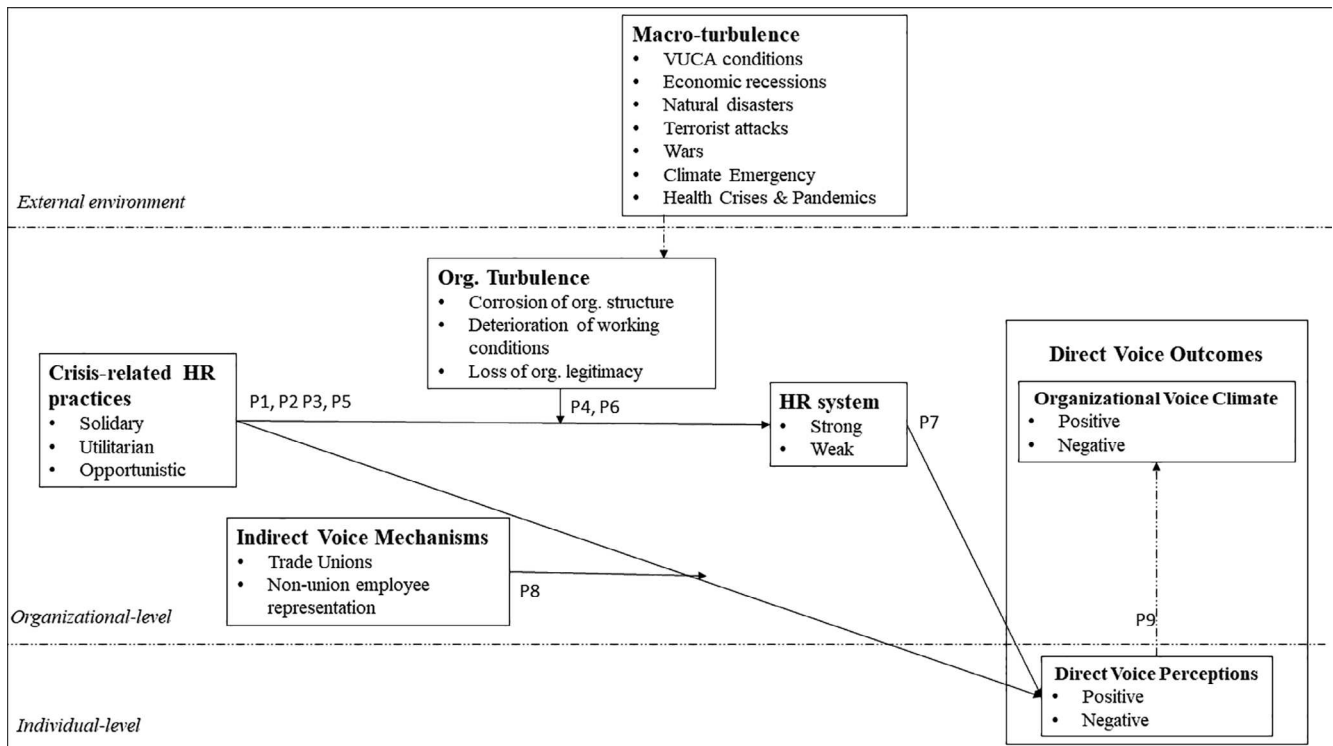 Macro-turbulence
• VUCA conditions
• Economic recessions
• Natural disasters
• Terrorist attacks
• Wars
• Climate Emergency
• Health Crises & Pandemics
External environment
Org. Turbulence
• Corrosion of org. structure
• Deterioration of working
conditions
• Loss of org. legitimacy
Crisis-related HR
practices
• Solidary
• Utilitarian
• Opportunistic
P1, P2 P3, P5
P4, P6
HR system
• Strong
• Weak
P7
Direct Voice Outcomes
Organizational Voice Climate
• Positive
• Negative
Indirect Voice Mechanisms
• Trade Unions
• Non-union employee
representation
P8
Organizational-level
P9
Direct Voice Perceptions
• Positive
• Negative
Individual-level